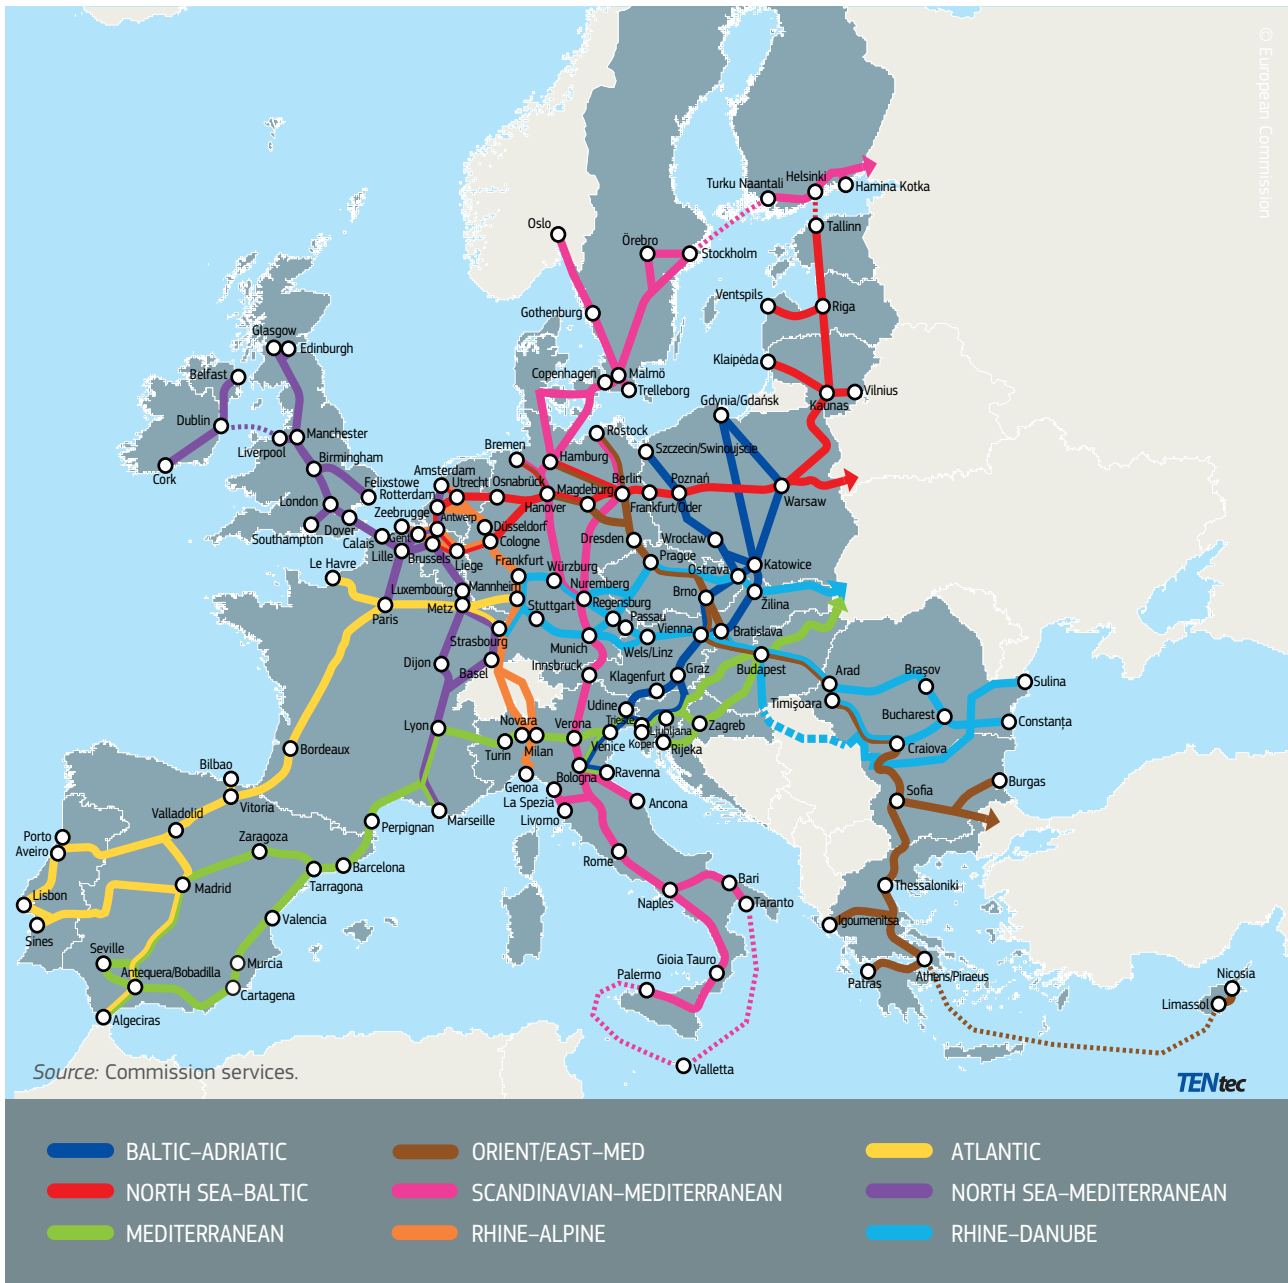 © European Commission
Helsinki
Turku Naantali
Hamina Kotka
Oslo
Tallinn
Örebro
Stockholm
Ventspils
Riga
Gothenburg
Glasgow
Edinburgh
Klaipėda
Belfast
Copenhagen
Malmö
Trelleborg
Vilnius
Kaunas
Gdynia/Gdańsk
Dublin
Manchester
Rostock
Liverpool
Bremen
Szczecin/Swinoujscie
Birmingham
Hamburg
Cork
Amsterdam
Felixstowe
Utrecht
Osnabrück
Berlin
Poznań
Rotterdam
Magdeburg
London
Hanover
Frankfurt/Oder
Warsaw
Zeebrugge
Antwerp
Dover
Düsseldorf
Southampton
Gent
Cologne
Dresden
Wrocław
Calais
Lille
Brussels
Liege
Frankfurt
Prague
Le Havre
Würzburg
Ostrava
Katowice
Luxembourg
Mannheim
Nuremberg
Brno
Metz
Stuttgart
Regensburg
Žilina
Paris
Passau
Vienna
Bratislava
Strasbourg
Munich
Wels/Linz
Dijon
Basel
Innsbruck
Graz
Budapest
Arad
Braşov
Klagenfurt
Sulina
Udine
Timişoara
Novara
Verona
Trieste
Bucharest
Lyon
Ljubljana
Zagreb
Constanţa
Turin
Milan
Venice
Koper
Rijeka
Craiova
Bordeaux
Bilbao
Genoa
Bologna
Ravenna
Burgas
Vitoria
La Spezia
Ancona
Sofia
Valladolid
Marseille
Livorno
Perpignan
Porto
Zaragoza
Aveiro
Rome
Barcelona
Madrid
Tarragona
Bari
Thessaloniki
Lisbon
Naples
Taranto
Valencia
Igoumenitsa
Sines
Seville
Murcia
Gioia Tauro
Antequera/Bobadilla
Palermo
Athens/Piraeus
Nicosia
Patras
Cartagena
Limassol
Algeciras
Valletta
Source: Commission services.
TENtec
BALTIC–ADRIATIC
ORIENT/EAST–MED
ATLANTIC
NORTH SEA–BALTIC
SCANDINAVIAN–MEDITERRANEAN
NORTH SEA–MEDITERRANEAN
MEDITERRANEAN
RHINE–ALPINE
RHINE–DANUBE